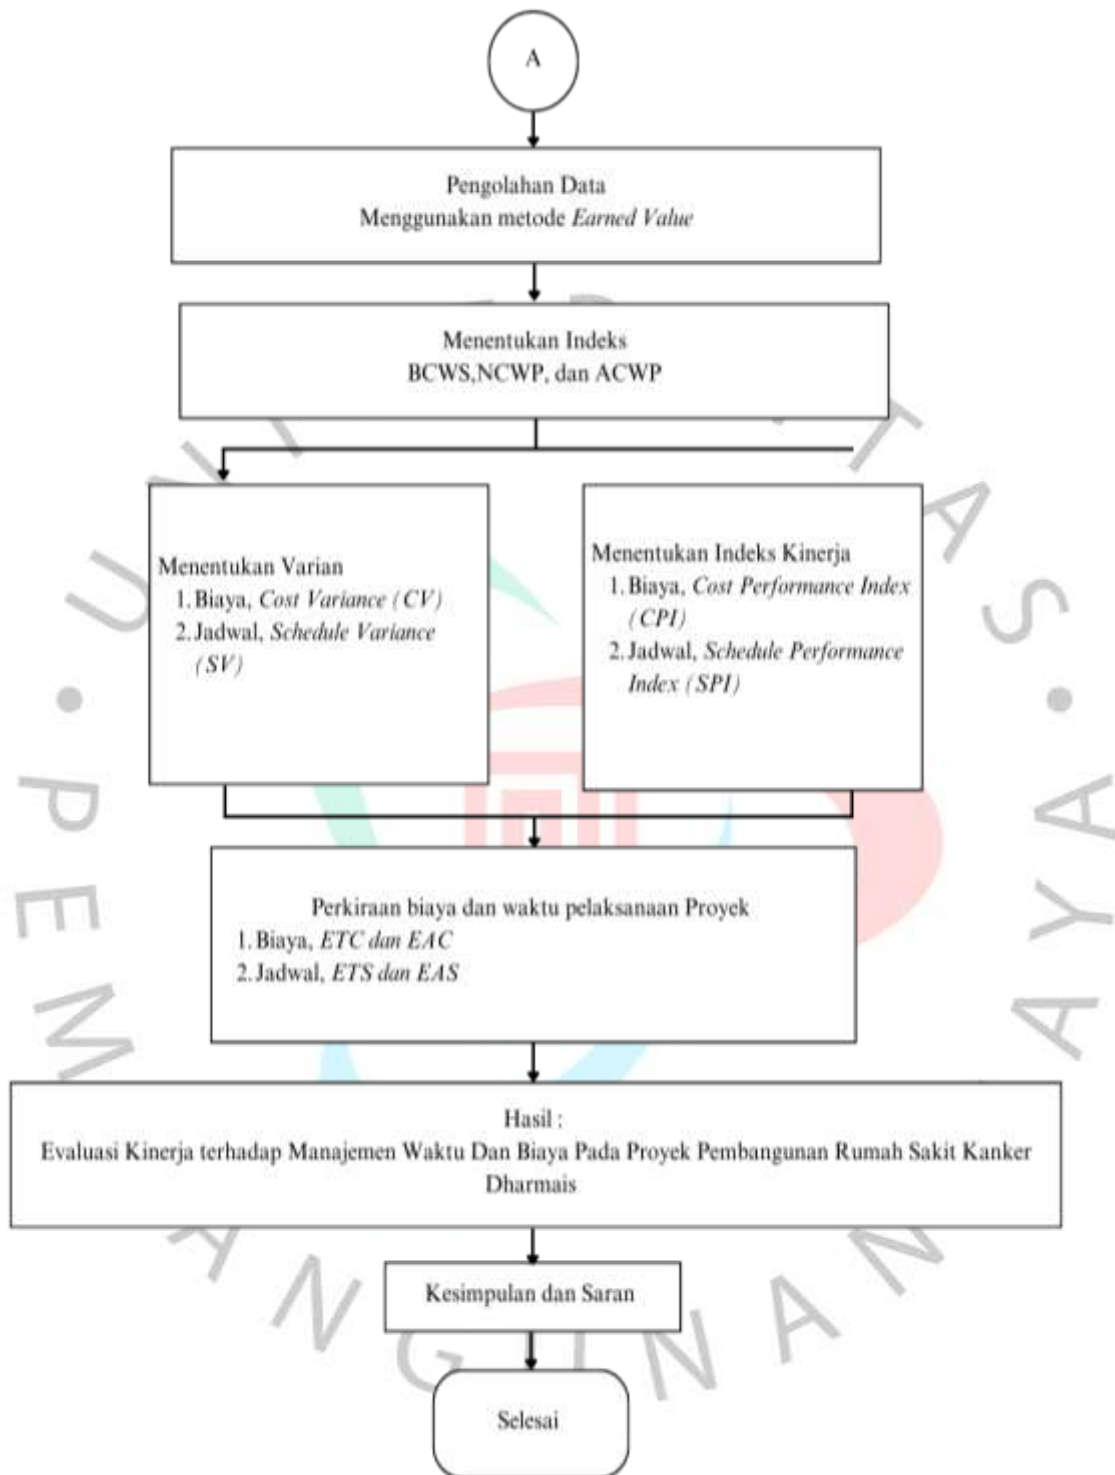 A
Pengolahan Data
Menggunakan metode Earned Value
Menentukan Indeks
BCWS,NCWP, dan ACWP
Menentukan Varian
1. Biaya, Cost Variance (CV)
2. Jadwal, Schedule Variance
(SV)
Menentukan Indeks Kinerja
1. Biaya, Cost Performance Index
(CPI)
2. Jadwal, Schedule Performance
Index (SPI)
Perkiraan biaya dan waktu pelaksanaan Proyek
1. Biaya, ETC dan EAC
2. Jadwal, ETS dan EAS
Hasil :
Evaluasi Kinerja terhadap Manajemen Waktu Dan Biaya Pada Proyek Pembangunan Rumah Sakit Kanker
Dharmais
Kesimpulan dan Saran
Selesai